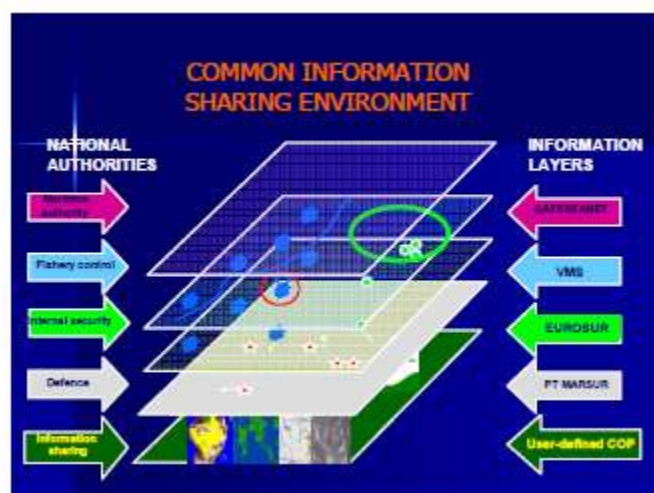 COMMON INFORMATION
SHARING ENVIRONMENT
NATIONAL
AUTHORITIES
INFORMATION
LAYERS
authority
SAFESEANET
Fishery control
VMS
Internal security
EUROSUR
Defence
PT MARSUR
Information
sharing
User-defined COP